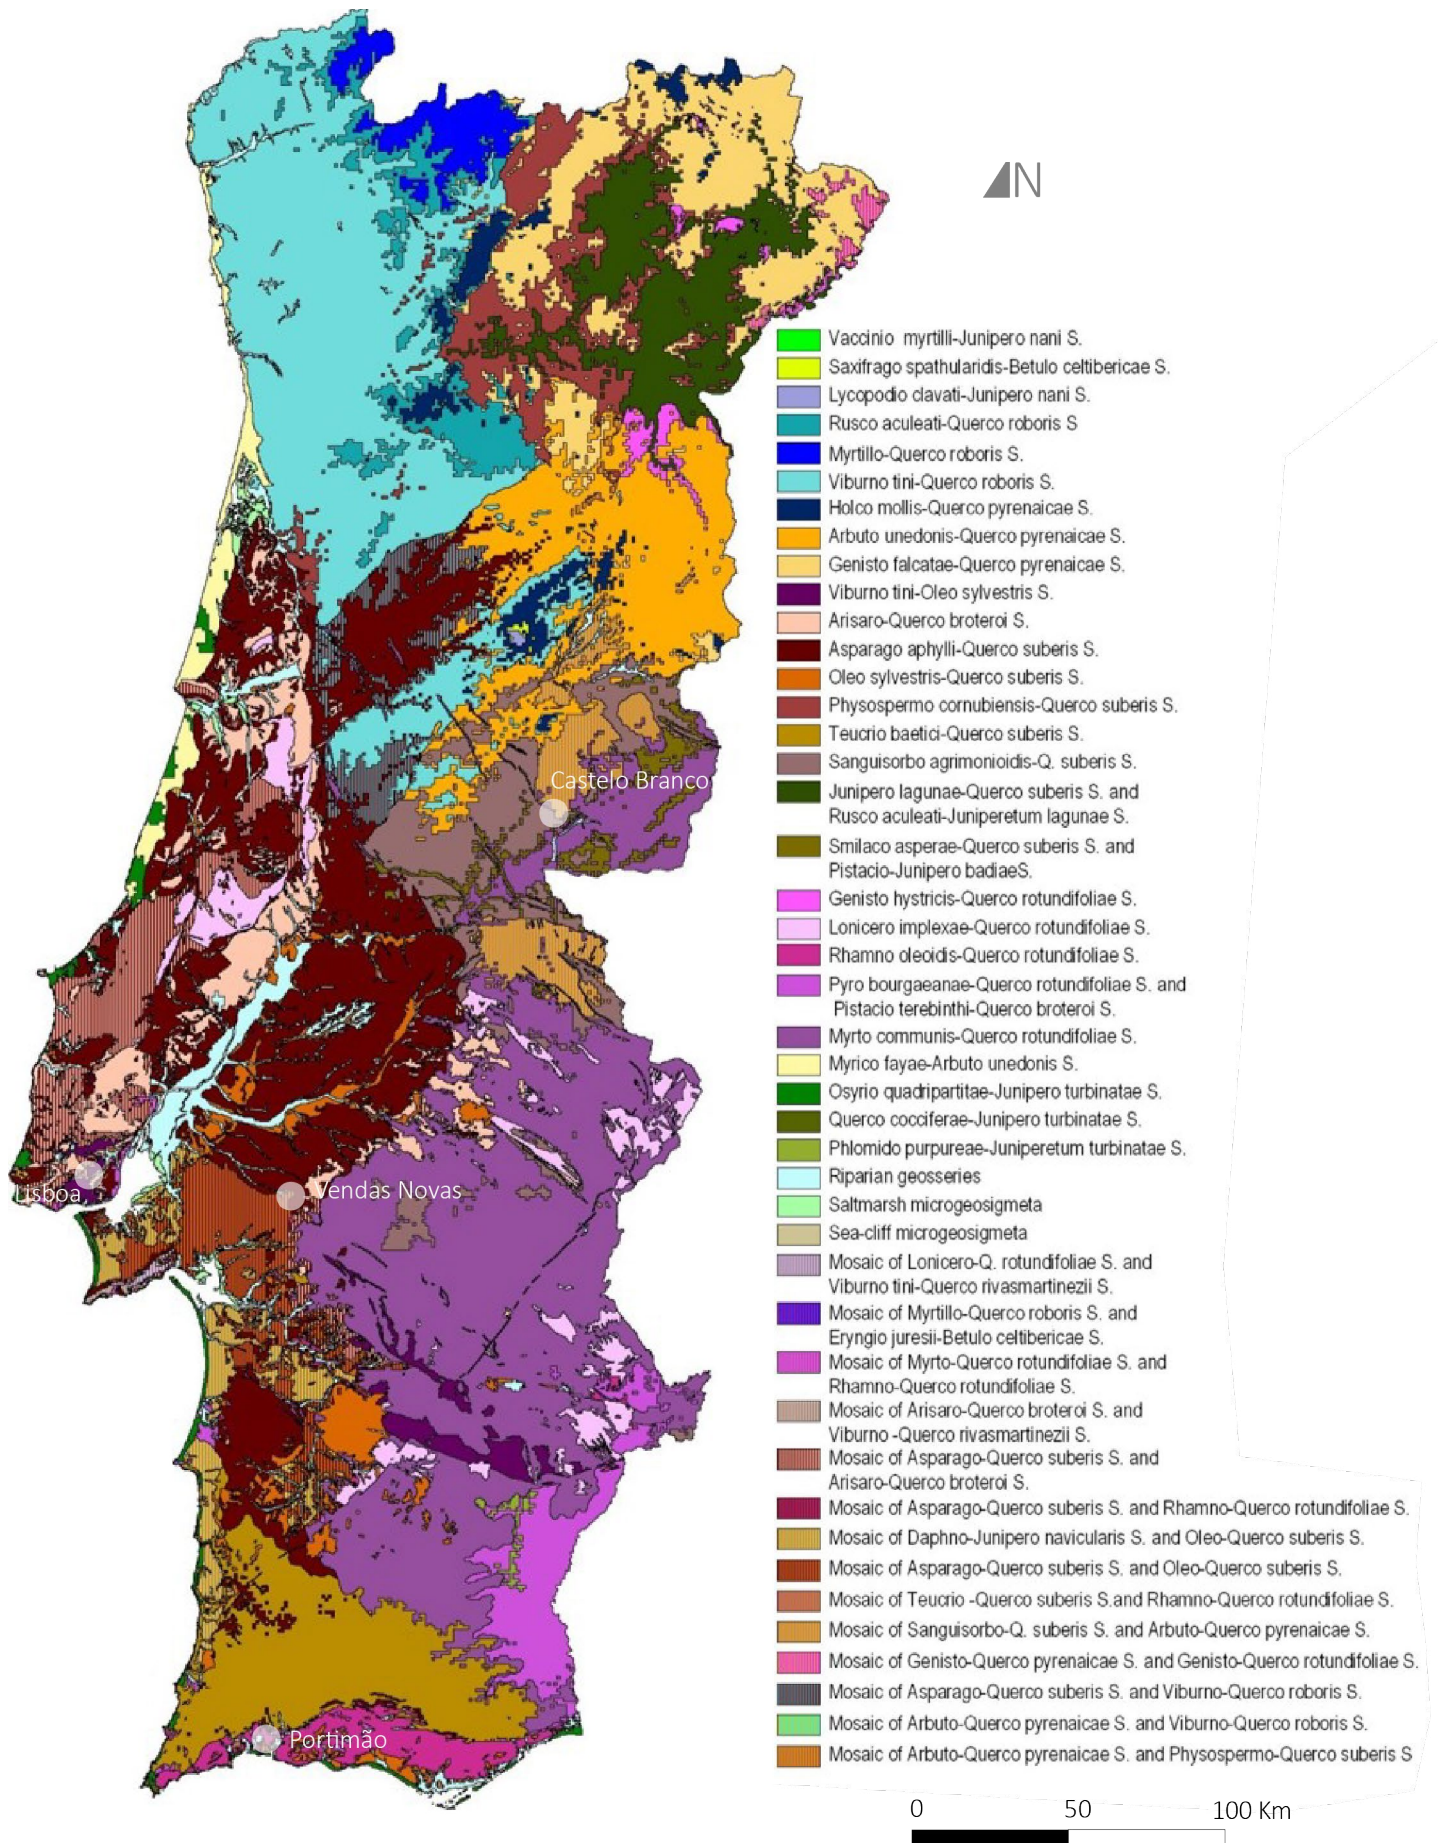 N
Vaccinio myrtilli-Junipero nani S.
Saxifrago spathularidis-Betulo celtibericae S.
Lycopodio clavati-Junipero nani S.
Rusco aculeati-Querco roboris S
Myrtillo-Querco roboris S.
Viburno tini-Querco roboris S.
Holco mollis-Querco pyrenaicae S.
Arbuto unedonis-Querco pyrenaicae S.
Genisto falcatae-Querco pyrenaicae S.
Viburno tini-Oleo sylvestris S.
Arisaro-Querco broteroi S.
Asparago aphylli-Querco suberis S.
Oleo sylvestris-Querco suberis S.
Physospermo cornubiensis-Querco suberis S.
Teucrio baetici-Querco suberis S.
Sanguisorbo agrimonioidis-Q. suberis S.
Junipero lagunae-Querco suberis S. and
Rusco aculeati-Juniperetum lagunae S.
Smilaco asperae-Querco suberis S. and
Pistacio-Junipero badiaeS.
Genisto hystricis-Querco rotundifoliae S.
Lonicero implexae-Querco rotundifoliae S.
Rhamno oleoidis-Querco rotundifoliae S.
Pyro bourgaeanae-Querco rotundifoliae S. and
Pistacio terebinthi-Querco broteroi S.
Myrto communis-Querco rotundifoliae S.
Myrico fayae-Arbuto unedonis S.
Osyrio quadripartitae-Junipero turbinatae S.
Querco cocciferae-Junipero turbinatae S.
Phlomido purpureae-Juniperetum turbinatae S.
Riparian geosseries
Saltmarsh microgeosigmeta
Sea-cliff microgeosigmeta
Mosaic of Lonicero-Q. rotundifoliae S. and
Viburno tini-Querco rivasmartinezii S.
Mosaic of Myrtillo-Querco roboris S. and
Eryngio juresii-Betulo celtibericae S.
Mosaic of Myrto-Querco rotundifoliae S. and
Rhamno-Querco rotundifoliae S.
Mosaic of Arisaro-Querco broteroi S. and
Viburno -Querco rivasmartinezii S.
Mosaic of Asparago-Querco suberis S. and
Arisaro-Querco broteroi S.
Mosaic of Asparago-Querco suberis S. and Rhamno-Querco rotundifoliae S.
Mosaic of Daphno-Junipero navicularis S. and Oleo-Querco suberis S.
Mosaic of Asparago-Querco suberis S. and Oleo-Querco suberis S.
Mosaic of Teucrio -Querco suberis S.and Rhamno-Querco rotundifoliae S.
Mosaic of Sanguisorbo-Q. suberis S. and Arbuto-Querco pyrenaicae S.
Mosaic of Genisto-Querco pyrenaicae S. and Genisto-Querco rotundifoliae S.
Mosaic of Asparago-Querco suberis S. and Viburno-Querco roboris S.
Mosaic of Arbuto-Querco pyrenaicae S. and Viburno-Querco roboris S.
Mosaic of Arbuto-Querco pyrenaicae S. and Physospermo-Querco suberis S
Castelo Branco
Lisboa
Vendas Novas
Portimão
0 50 100 Km